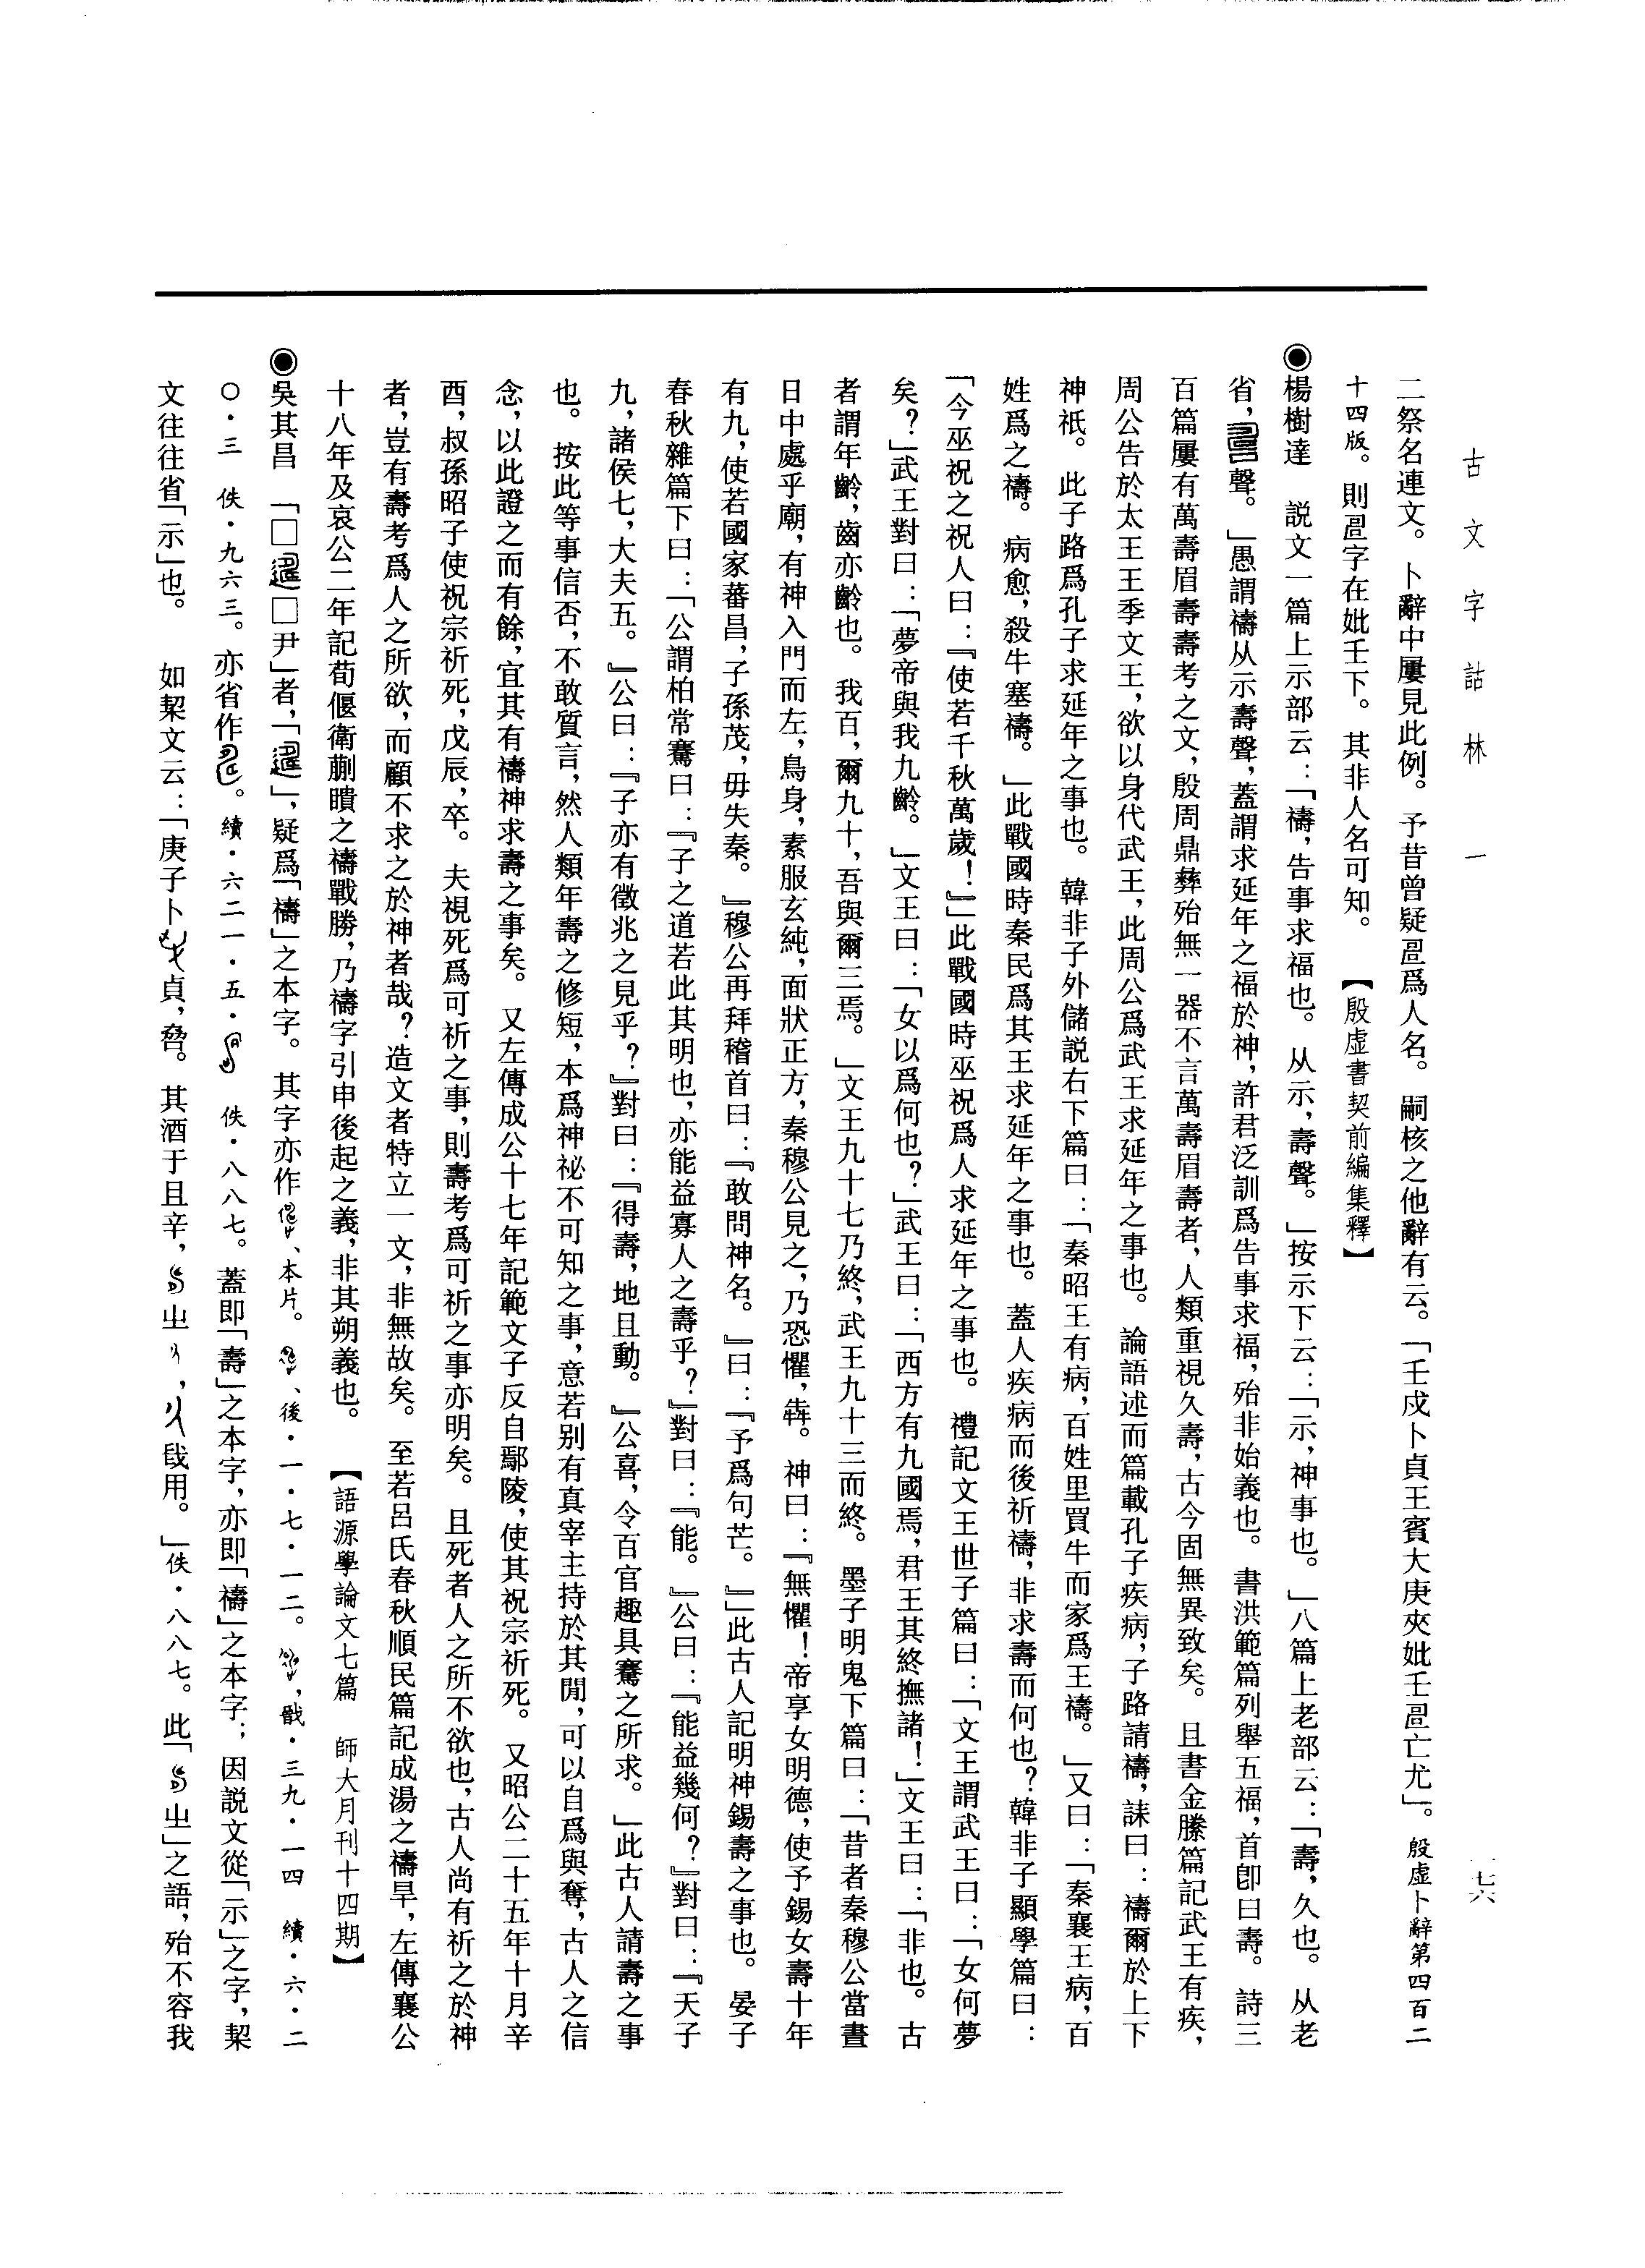 古文字詁林 一
一七六
二祭名連文。卜辭中屢見此例。予昔曾疑𠷎爲人名。嗣核之他辭有云。「壬戍卜貞王賓大庚奭妣壬𠷎亡尤」。殷虛卜辭第四百二
十四版。則𠷎字在妣壬下。其非人名可知。【殷虛書契前編集釋】
◉楊樹達 説文一篇上示部云：「禱，告事求福也。从示，壽聲。」按示下云：「示，神事也。」八篇上老部云：「壽，久也。从老
省，聲。」愚謂禱从示壽聲，蓋謂求延年之福於神，許君泛訓爲告事求福，殆非始義也。書洪範篇列舉五福，首卽曰壽。詩三
百篇屢有萬壽眉壽壽考之文，殷周鼎彝殆無一器不言萬壽眉壽者，人類重視久壽，古今固無異致矣。且書金縢篇記武王有疾，
周公告於太王王季文王，欲以身代武王，此周公爲武王求延年之事也。論語述而篇載孔子疾病，子路請禱，誄曰：禱爾於上下
神祇。此子路爲孔子求延年之事也。韓非子外儲説右下篇曰：「秦昭王有病，百姓里買牛而家爲王禱。」又曰：「秦襄王病，百
姓爲之禱。病愈，殺牛塞禱。」此戰國時秦民爲其王求延年之事也。蓋人疾病而後祈禱，非求壽而何也？韓非子顯學篇曰：
「今巫祝之祝人曰：『使若千秋萬歲！』」此戰國時巫祝爲人求延年之事也。禮記文王世子篇曰：「文王謂武王曰：「女何夢
矣？」武王對曰：「夢帝與我九齡。」文王曰：「女以爲何也？」武王曰：「西方有九國焉，君王其終撫諸！」文王曰：「非也。古
者謂年齡，齒亦齡也。我百，爾九十，吾與爾三焉。」文王九十七乃終，武王九十三而終。墨子明鬼下篇曰：「昔者秦穆公當晝
日中處乎廟，有神入門而左，鳥身，素服玄純，面狀正方，秦穆公見之，乃恐懼，犇。神曰：『無懼！帝享女明德，使予錫女壽十年
有九，使若國家蕃昌，子孫茂，毋失秦。』穆公再拜稽首曰：『敢問神名。』曰：『予爲句芒。』」此古人記明神錫壽之事也。晏子
春秋雜篇下曰：「公謂柏常騫曰：『子之道若此其明也，亦能益寡人之壽乎？』對曰：『能。』公曰：『能益幾何？』對曰：『天子
九，諸侯七，大夫五。』公曰：『子亦有徵兆之見乎？』對曰：『得壽，地且動。』公喜，令百官趣具騫之所求。」此古人請壽之事
也。按此等事信否，不敢質言，然人類年壽之修短，本爲神祕不可知之事，意若别有真宰主持於其閒，可以自爲與奪，古人之信
念，以此證之而有餘，宜其有禱神求壽之事矣。又左傳成公十七年記範文子反自鄢陵，使其祝宗祈死。又昭公二十五年十月辛
酉，叔孫昭子使祝宗祈死，戊辰，卒。夫視死爲可祈之事，則壽考爲可祈之事亦明矣。且死者人之所不欲也，古人尚有祈之於神
者，豈有壽考爲人之所欲，而顧不求之於神者哉？造文者特立一文，非無故矣。至若呂氏春秋順民篇記成湯之禱旱，左傳襄公
十八年及哀公二年記荀偃衛蒯瞶之禱戰勝，乃禱字引申後起之義，非其朔義也。【語源學論文七篇 師大月刊十四期】
◉吳其昌 「□□尹」者，「」，疑爲「禱」之本字。其字亦作、本片。、後·一·七·一二。，戩·三九·一四 續·六·二
○·三 佚·九六三。亦省作。續·六二一·五· 佚·八八七。蓋即「壽」之本字，亦即「禱」之本字；因説文從「示」之字，栔
文往往省「示」也。 如栔文云：「庚子卜貞，㕣。其酒于且辛，㞢，用。」佚·八八七。此「㞢」之語，殆不容我